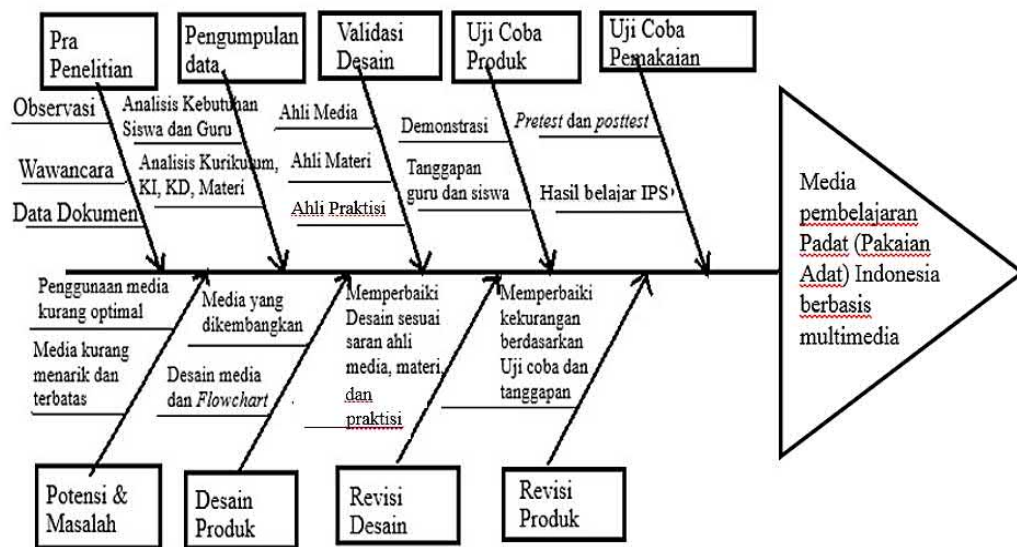 Pra
Penelitian
Pengumpulan
data
Validasi
Desain
Uji Coba
Produk
Uji Coba
Pemakaian
Observasi
Wawancara
Data Dokumen
Analisis Kebutuhan
Siswa dan Guru
Analisis Kurikulum,
KI, KD, Materi
Ahli Media
Ahli Materi
Ahli Praktisi
Demonstrasi
Tanggapan
guru dan siswa
Pretest dan posttest
Hasil belajar IPS
Media
pembelajaran
Padat (Pakaian
Adat) Indonesia
berbasis
multimedia
Penggunaan media
kurang optimal
Media kurang
menarik dan
terbatas
Media yang
dikembangkan
Desain media
dan Flowchart
Memperbaiki
Desain sesuai
saran ahli
media, materi,
dan
praktisi
Memperbaiki
kekurangan
berdasarkan
Uji coba dan
tanggapan
Potensi &
Masalah
Desain
Produk
Revisi
Desain
Revisi
Produk